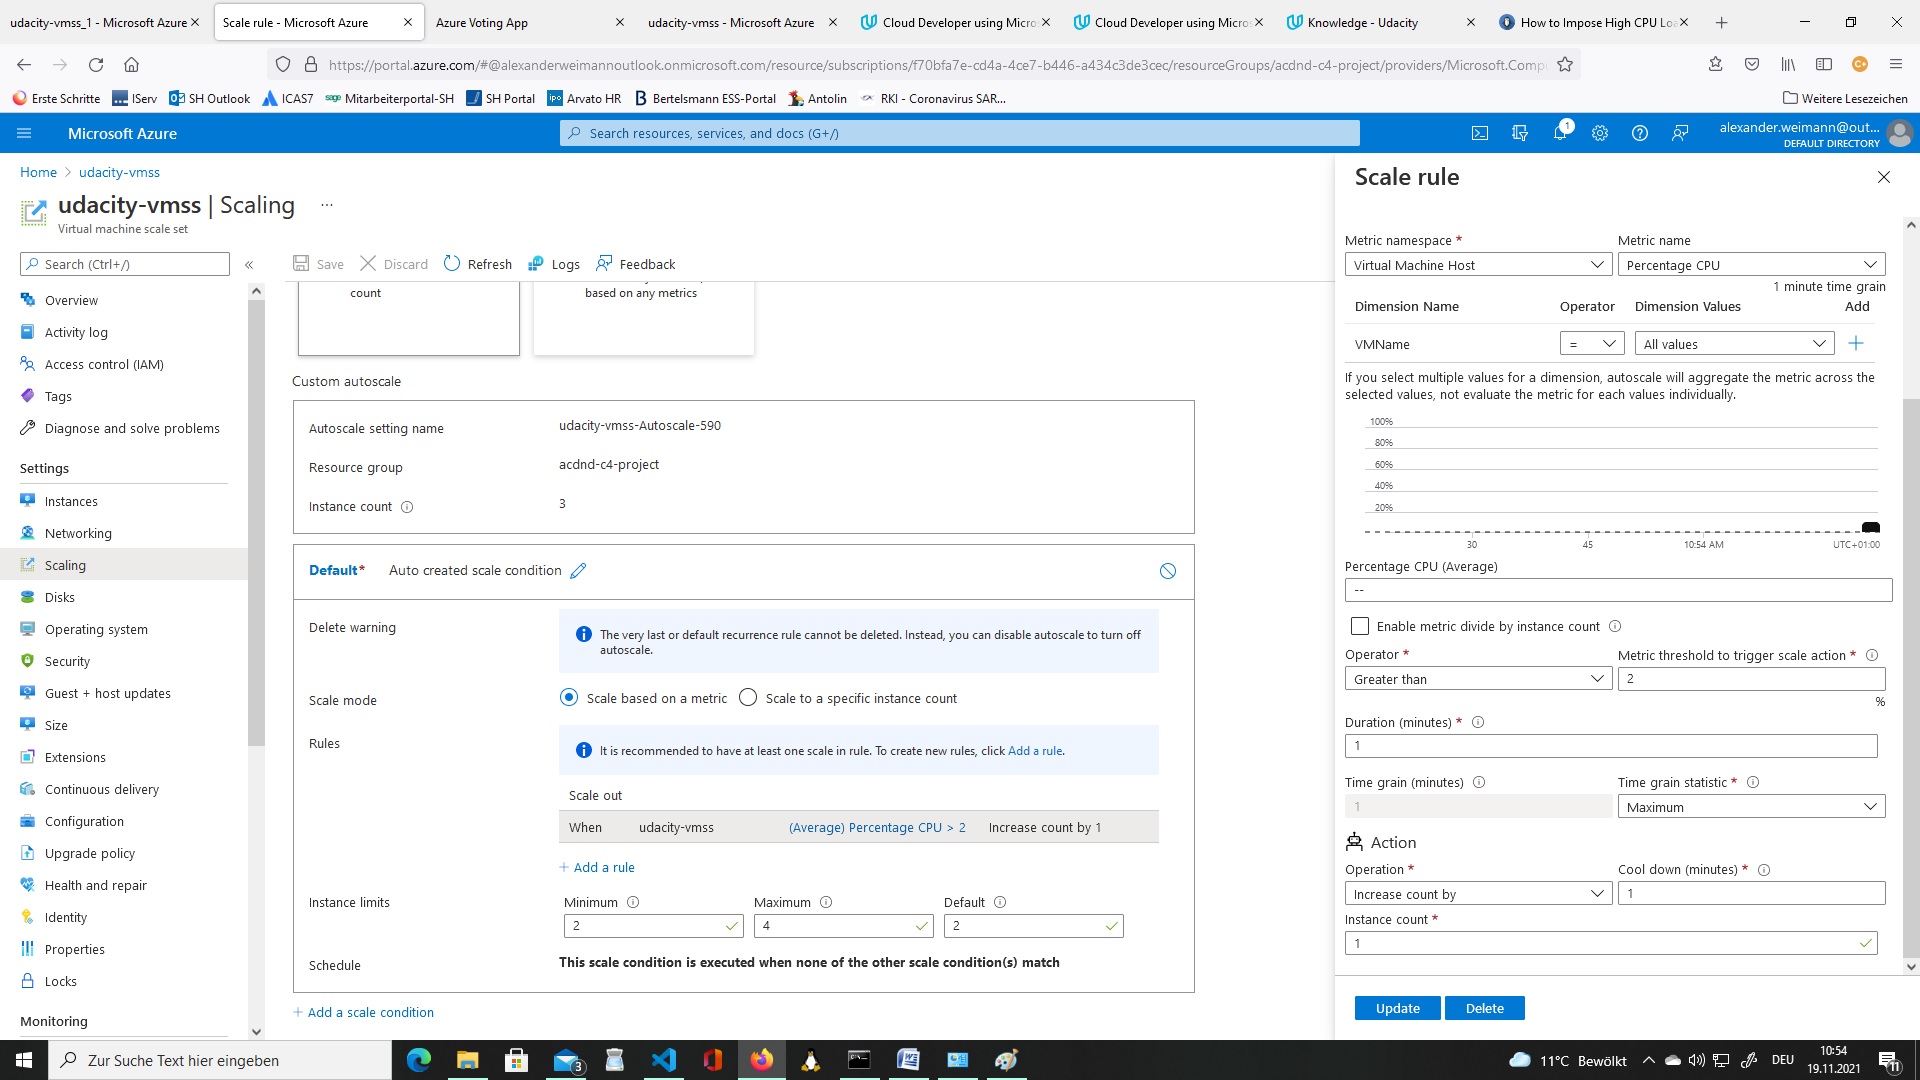 udacity-vmss_1 - Microsoft Azure
Scale rule - Microsoft Azure
Azure Voting App
udacity-vmss - Microsoft Azure
Cloud Developer using Micros
Cloud Developer using Micros
Knowledge - Udacity
How to Impose High CPU Loa
https://portal.azure.com/#@alexanderweimannoutlook.onmicrosoft.com/resource/subscriptions/f70bfa7e-cd4a-4ce7-b446-a434c3de3cec/resourceGroups/acdnd-c4-project/providers/Microsoft.Compu
Erste Schritte
IServ
SH Outlook
ICAS7
Mitarbeiterportal-SH
SH Portal
Arvato HR
Bertelsmann ESS-Portal
Antolin
RKI - Coronavirus SAR...
Weitere Lesezeichen
Microsoft Azure
Search resources, services, and docs (G+/)
1
alexander.weimann@out...
DEFAULT DIRECTORY
Home > udacity-vmss
udacity-vmss | Scaling ...
Virtual machine scale set
Search (Ctrl+/)
Overview
Activity log
Access control (IAM)
Tags
Diagnose and solve problems
Settings
Instances
Networking
Scaling
Disks
Operating system
Security
Guest + host updates
Size
Extensions
Continuous delivery
Configuration
Upgrade policy
Health and repair
Identity
Properties
Locks
Monitoring
Save
Discard
Refresh
Logs
Feedback
count
based on any metrics
Custom autoscale
Autoscale setting name
udacity-vmss-Autoscale-590
Resource group
acdnd-c4-project
Instance count
3
Default*
Auto created scale condition
Delete warning
The very last or default recurrence rule cannot be deleted. Instead, you can disable autoscale to turn off
autoscale.
Scale mode
Scale based on a metric
Scale to a specific instance count
Rules
It is recommended to have at least one scale in rule. To create new rules, click Add a rule.
Scale out
When
udacity-vmss
(Average) Percentage CPU > 2
Increase count by 1
+ Add a rule
Instance limits
Minimum
Maximum
Default
2
4
2
Schedule
This scale condition is executed when none of the other scale condition(s) match
+ Add a scale condition
Scale rule
Metric namespace *
Metric name
Virtual Machine Host
Percentage CPU
1 minute time grain
Dimension Name
Operator
Dimension Values
Add
VMName
=
All values
If you select multiple values for a dimension, autoscale will aggregate the metric across the
selected values, not evaluate the metric for each values individually.
100%
80%
60%
40%
20%
30
45
10:54 AM
UTC+01:00
Percentage CPU (Average)
--
Enable metric divide by instance count
Operator *
Metric threshold to trigger scale action *
Greater than
2
%
Duration (minutes) *
1
Time grain (minutes)
Time grain statistic *
1
Maximum
Action
Operation *
Cool down (minutes) *
Increase count by
1
Instance count *
1
Update
Delete
Zur Suche Text hier eingeben
3
11°C Bewölkt
DEU
10:54
19.11.2021
11